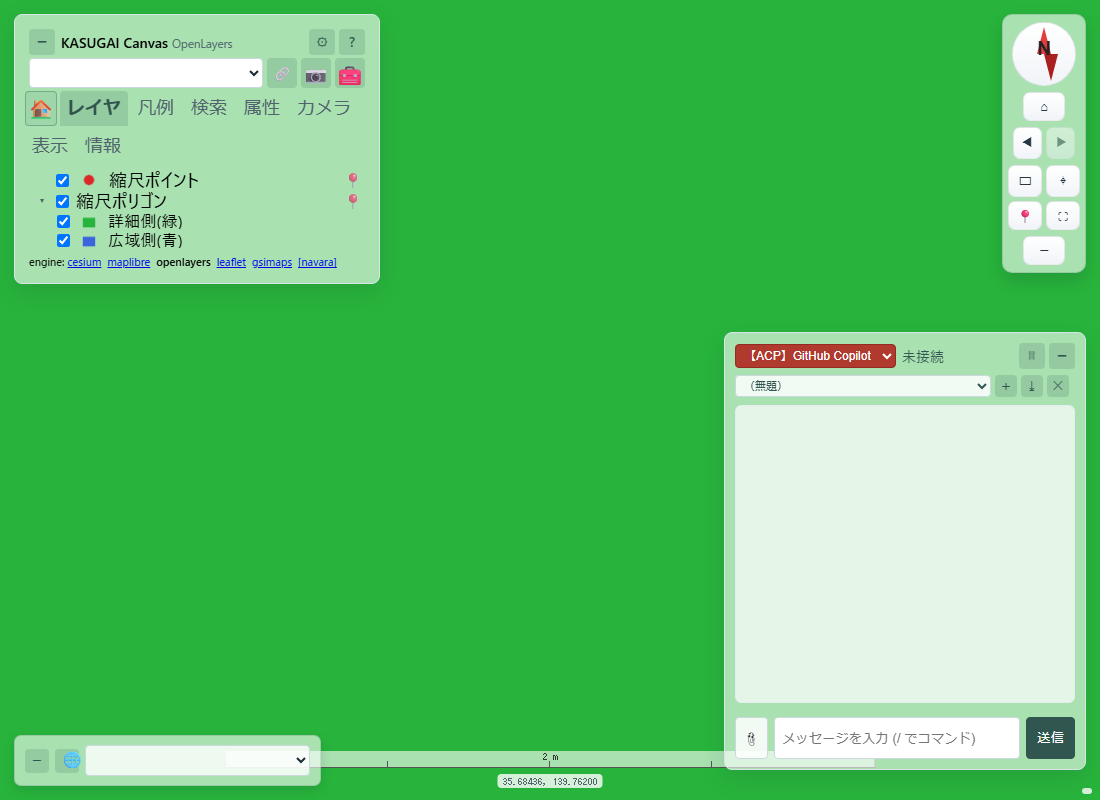 − KASUGAI Canvas OpenLayers ⚙ ?
レイヤ 凡例 検索 属性 カメラ
表示 情報
縮尺ポイント
縮尺ポリゴン
詳細側(緑)
広域側(青)
engine: cesium maplibre openlayers leaflet gsimaps [navara]
N
【ACP】GitHub Copilot 未接続
（無題）
メッセージを入力 (/ でコマンド) 送信
2 m
35.68436, 139.76200